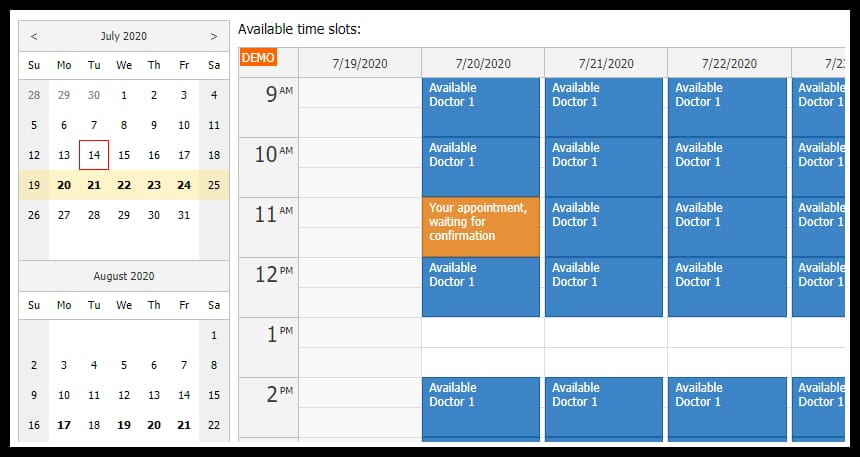 < July 2020 >
Su Mo Tu We Th Fr Sa
28 29 30 1 2 3 4
5 6 7 8 9 10 11
12 13 14 15 16 17 18
19 20 21 22 23 24 25
26 27 28 29 30 31
August 2020
Su Mo Tu We Th Fr Sa
1
2 3 4 5 6 7 8
9 10 11 12 13 14 15
16 17 18 19 20 21 22
Available time slots:
DEMO 7/19/2020 7/20/2020 7/21/2020 7/22/2020 7/23
9 AM Available Available Available Available
Doctor 1 Doctor 1 Doctor 1 Doctor 1
10 AM Available Available Available Available
Doctor 1 Doctor 1 Doctor 1 Doctor 1
11 AM Your appointment, Available Available Available
waiting for Doctor 1 Doctor 1 Doctor 1
confirmation
12 PM Available Available Available Available
Doctor 1 Doctor 1 Doctor 1 Doctor 1
1 PM
2 PM Available Available Available Available
Doctor 1 Doctor 1 Doctor 1 Doctor 1